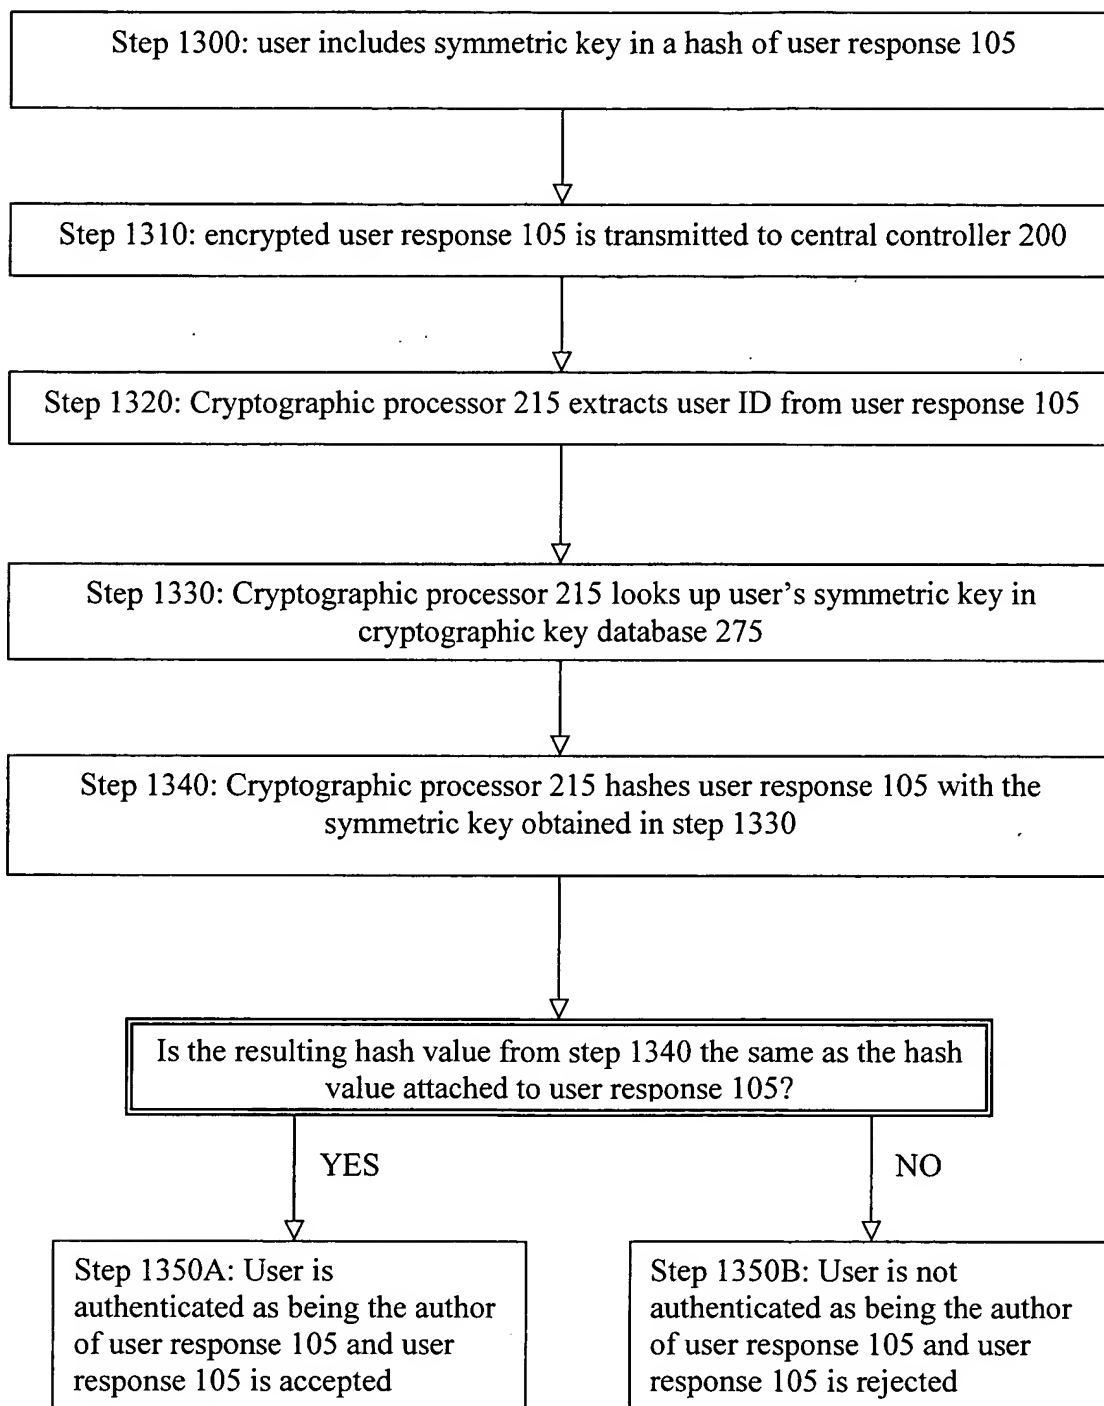 Step 1300: user includes symmetric key in a hash of user response 105
Step 1310: encrypted user response 105 is transmitted to central controller 200
Step 1320: Cryptographic processor 215 extracts user ID from user response 105
Step 1330: Cryptographic processor 215 looks up user's symmetric key in
cryptographic key database 275
Step 1340: Cryptographic processor 215 hashes user response 105 with the
symmetric key obtained in step 1330
Is the resulting hash value from step 1340 the same as the hash
value attached to user response 105?
YES
NO
Step 1350A: User is
authenticated as being the author
of user response 105 and user
response 105 is accepted
Step 1350B: User is not
authenticated as being the author
of user response 105 and user
response 105 is rejected